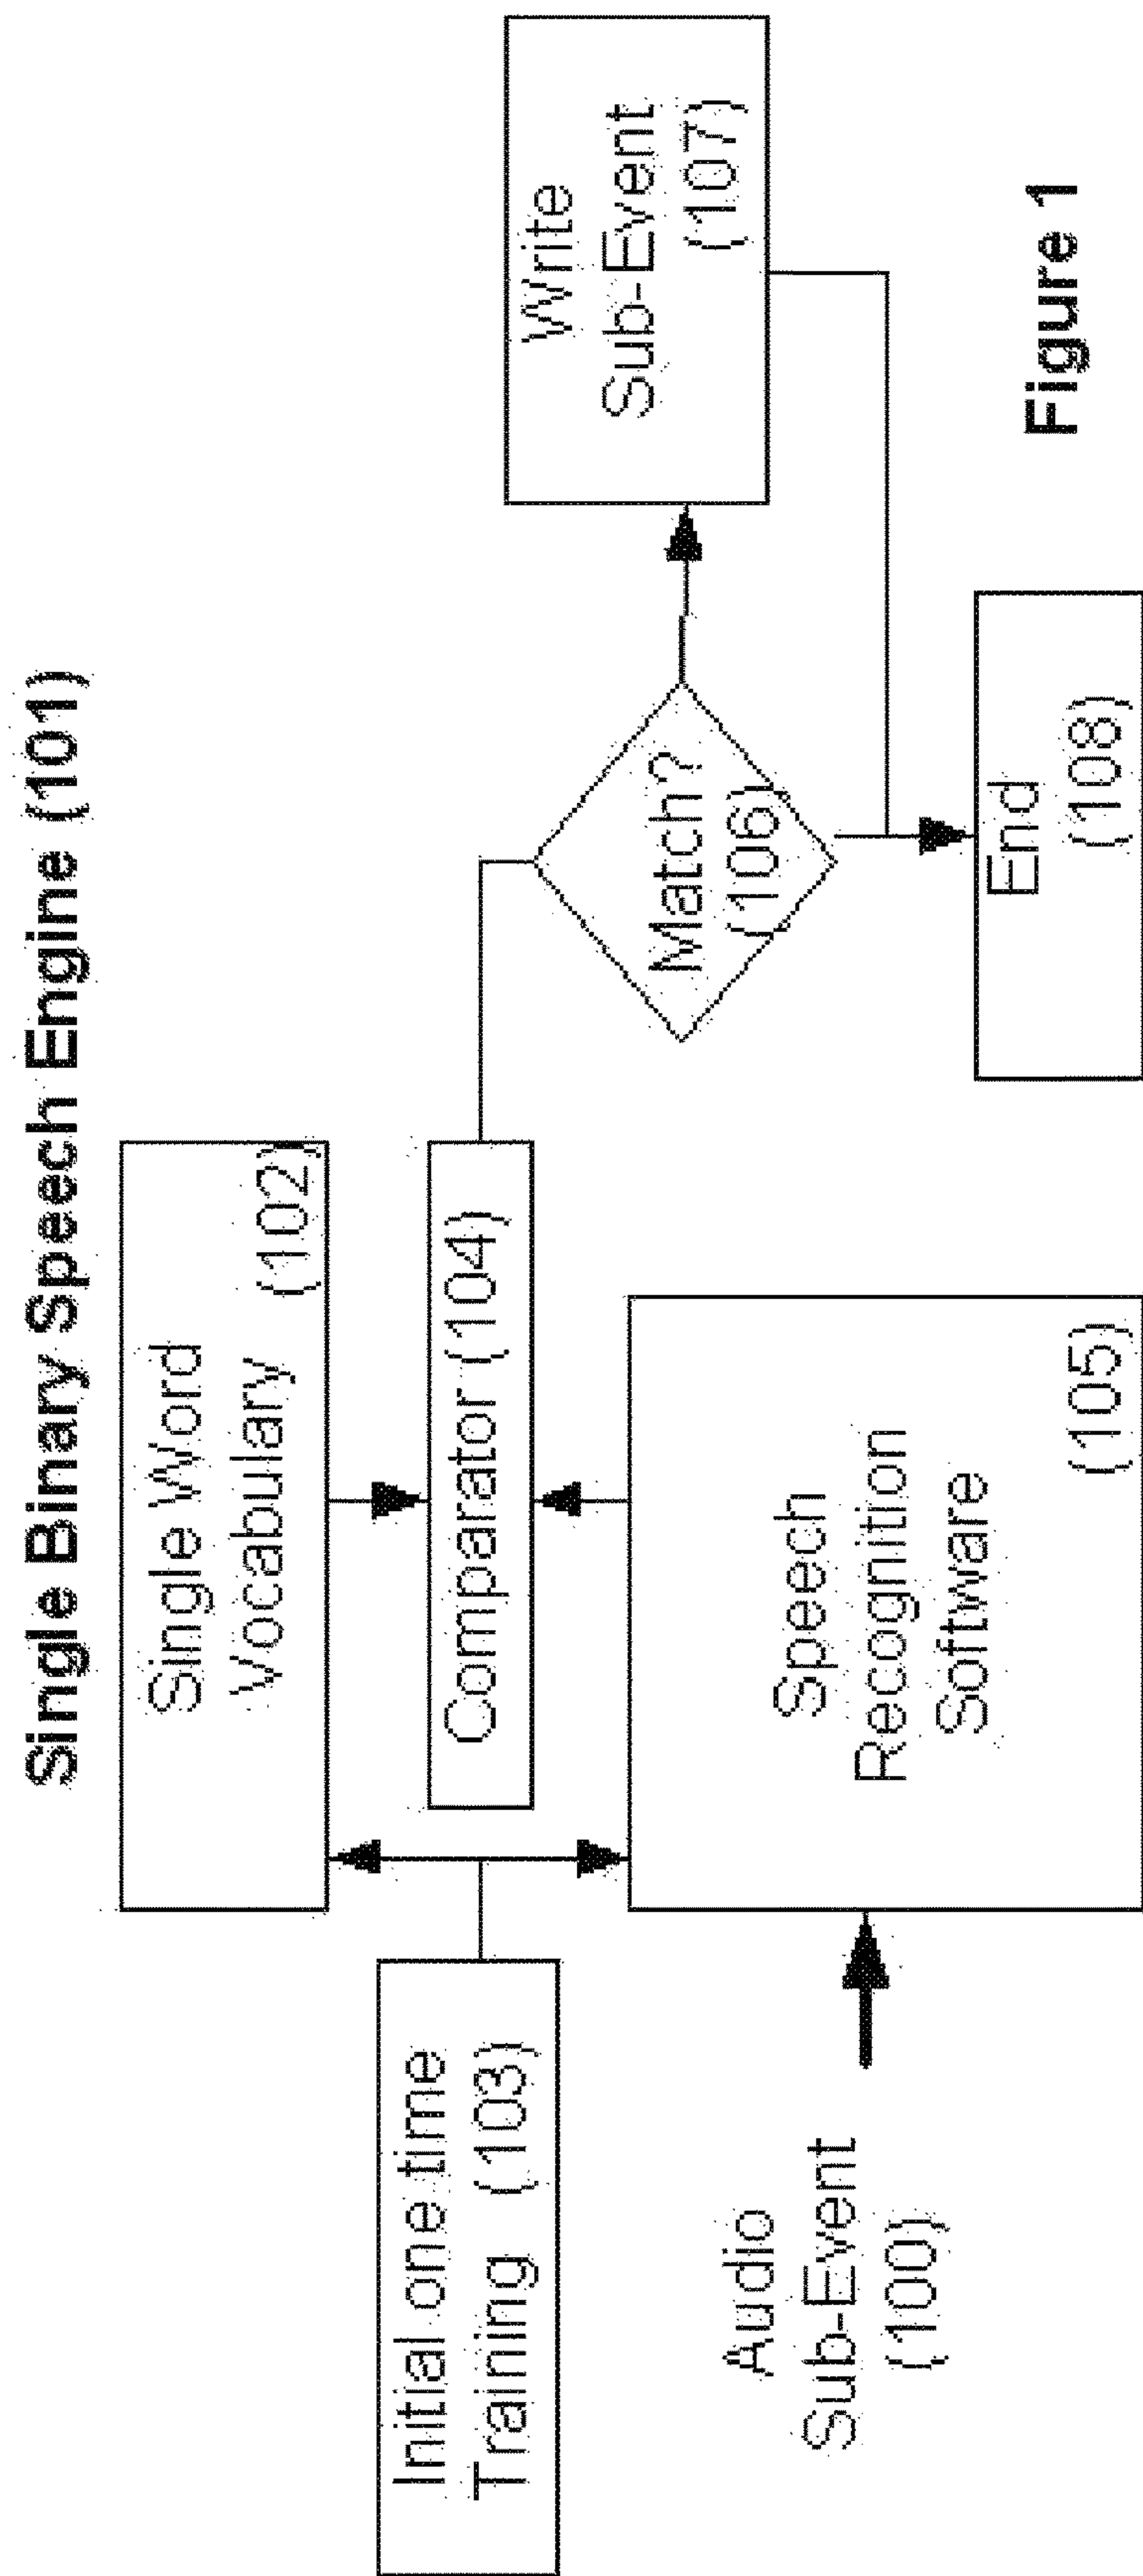 Single Binary Speech Engine (101)
Single Word
Vocabulary
(102)
Initial one time
Training (103)
Comparator (104)
Audio
Sub-Event
(100)
Speech
Recognition
Software
(105)
Match?
(106)
Write
Sub-Event
(107)
End
(108)
Figure 1